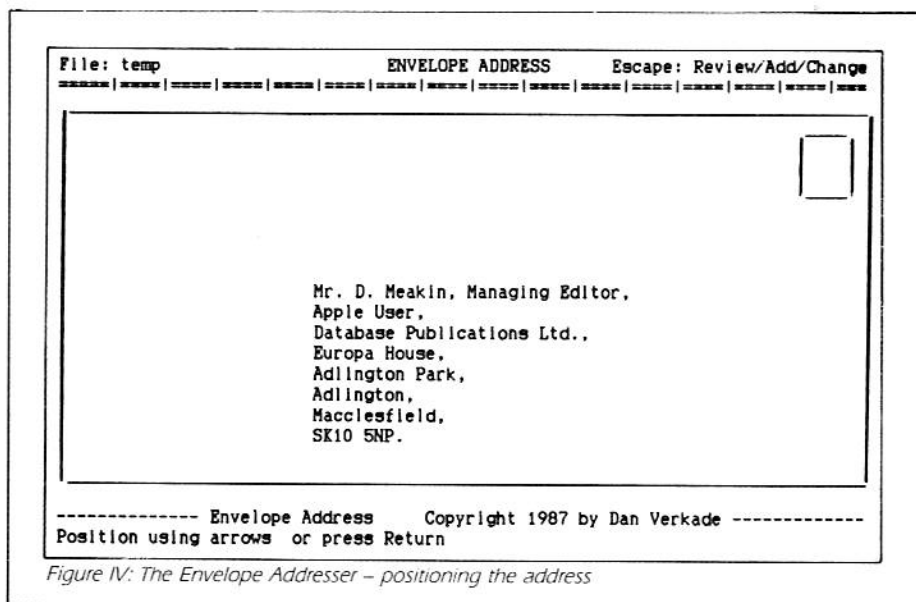 File: temp ENVELOPE ADDRESS Escape: Review/Add/Change
=====|====|====|====|====|====|====|====|====|====|====|====|====|====|====|===
Mr. D. Meakin, Managing Editor,
Apple User,
Database Publications Ltd.,
Europa House,
Adlington Park,
Adlington,
Macclesfield,
SK10 5NP.
-------------- Envelope Address Copyright 1987 by Dan Verkade -------------
Position using arrows or press Return
Figure IV: The Envelope Addresser – positioning the address